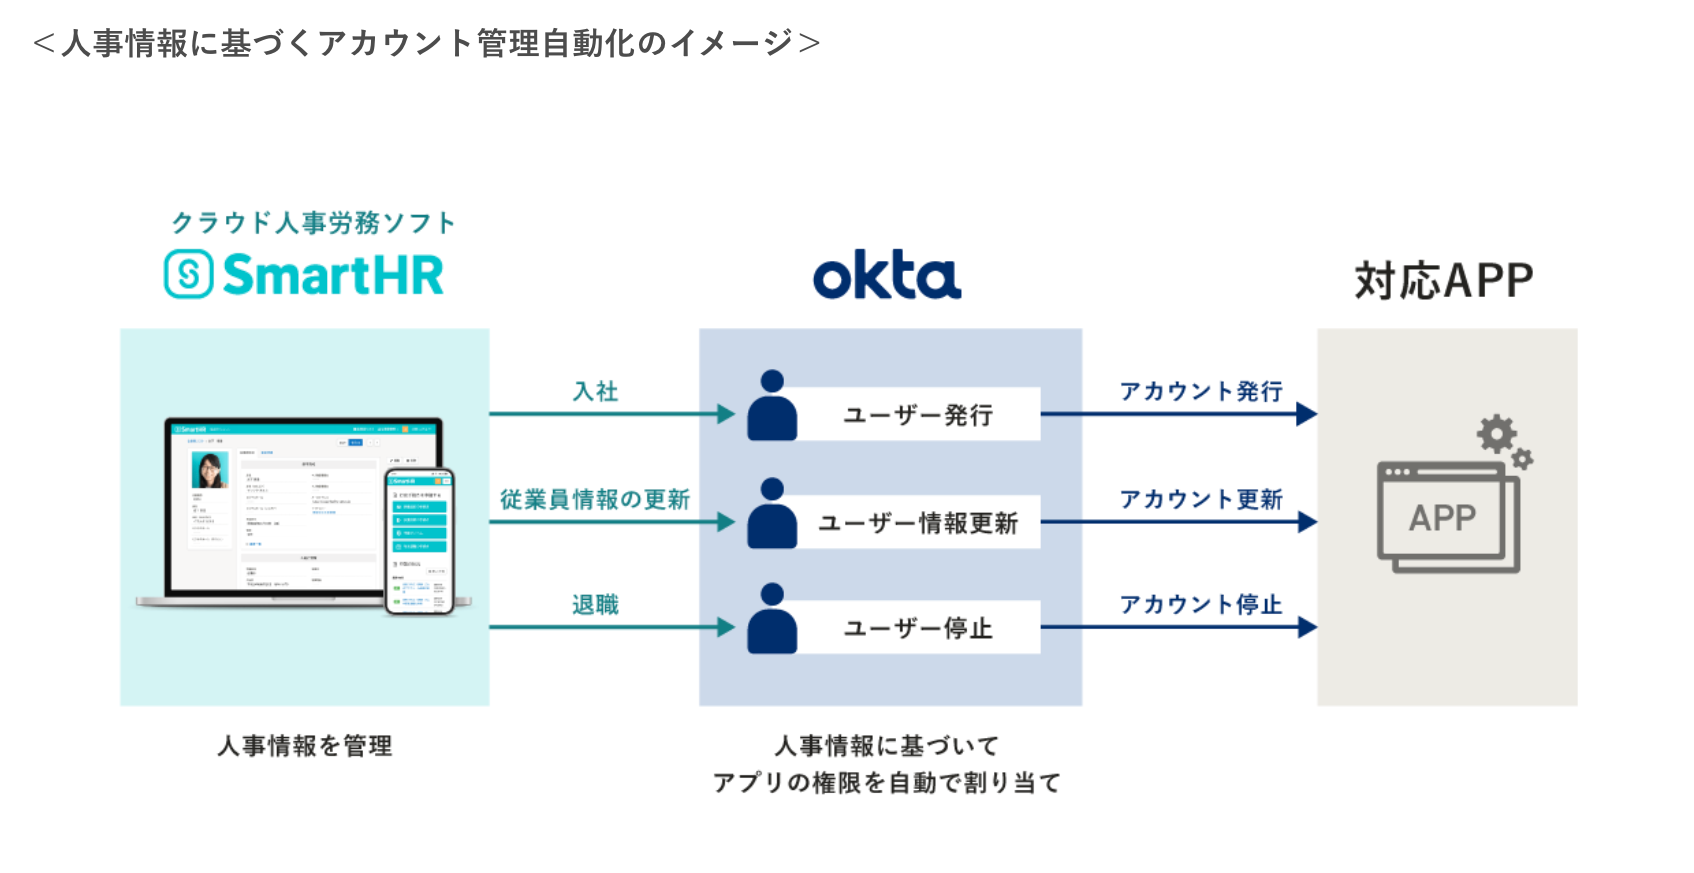 ＜人事情報に基づくアカウント管理自動化のイメージ＞
クラウド人事労務ソフト
SmartHR
okta
対応APP
入社
ユーザー発行
アカウント発行
従業員情報の更新
ユーザー情報更新
アカウント更新
APP
退職
ユーザー停止
アカウント停止
SmartHR
SmartHR
人事情報を管理
人事情報に基づいて
アプリの権限を自動で割り当て